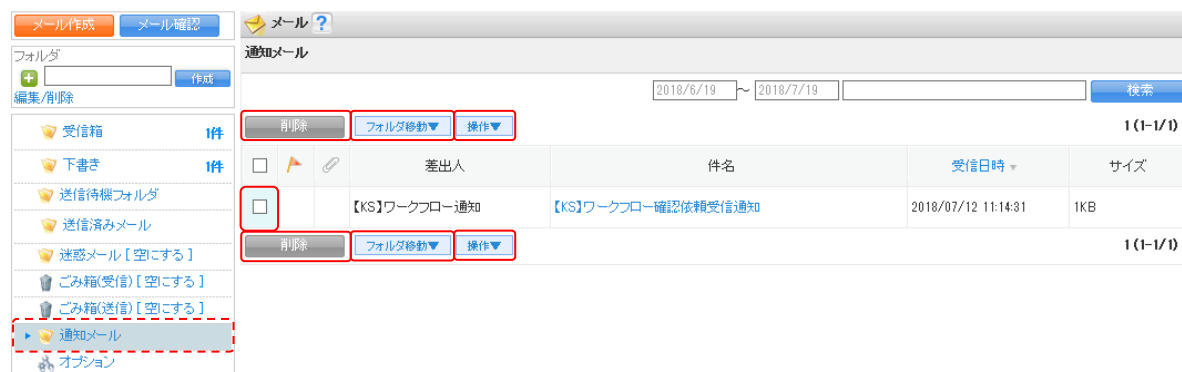 メール作成 メール確認
フォルダ
作成
編集/削除
受信箱 1件
下書き 1件
送信待機フォルダ
送信済みメール
迷惑メール [ 空にする ]
ごみ箱(受信) [ 空にする ]
ごみ箱(送信) [ 空にする ]
通知メール
オプション
メール ?
通知メール
2018/6/19 ～ 2018/7/19 検索
削除 フォルダ移動▼ 操作▼ 1 (1-1/1)
差出人 件名 受信日時 ▼ サイズ
【KS】ワークフロー通知 【KS】ワークフロー確認依頼受信通知 2018/07/12 11:14:31 1KB
削除 フォルダ移動▼ 操作▼ 1 (1-1/1)